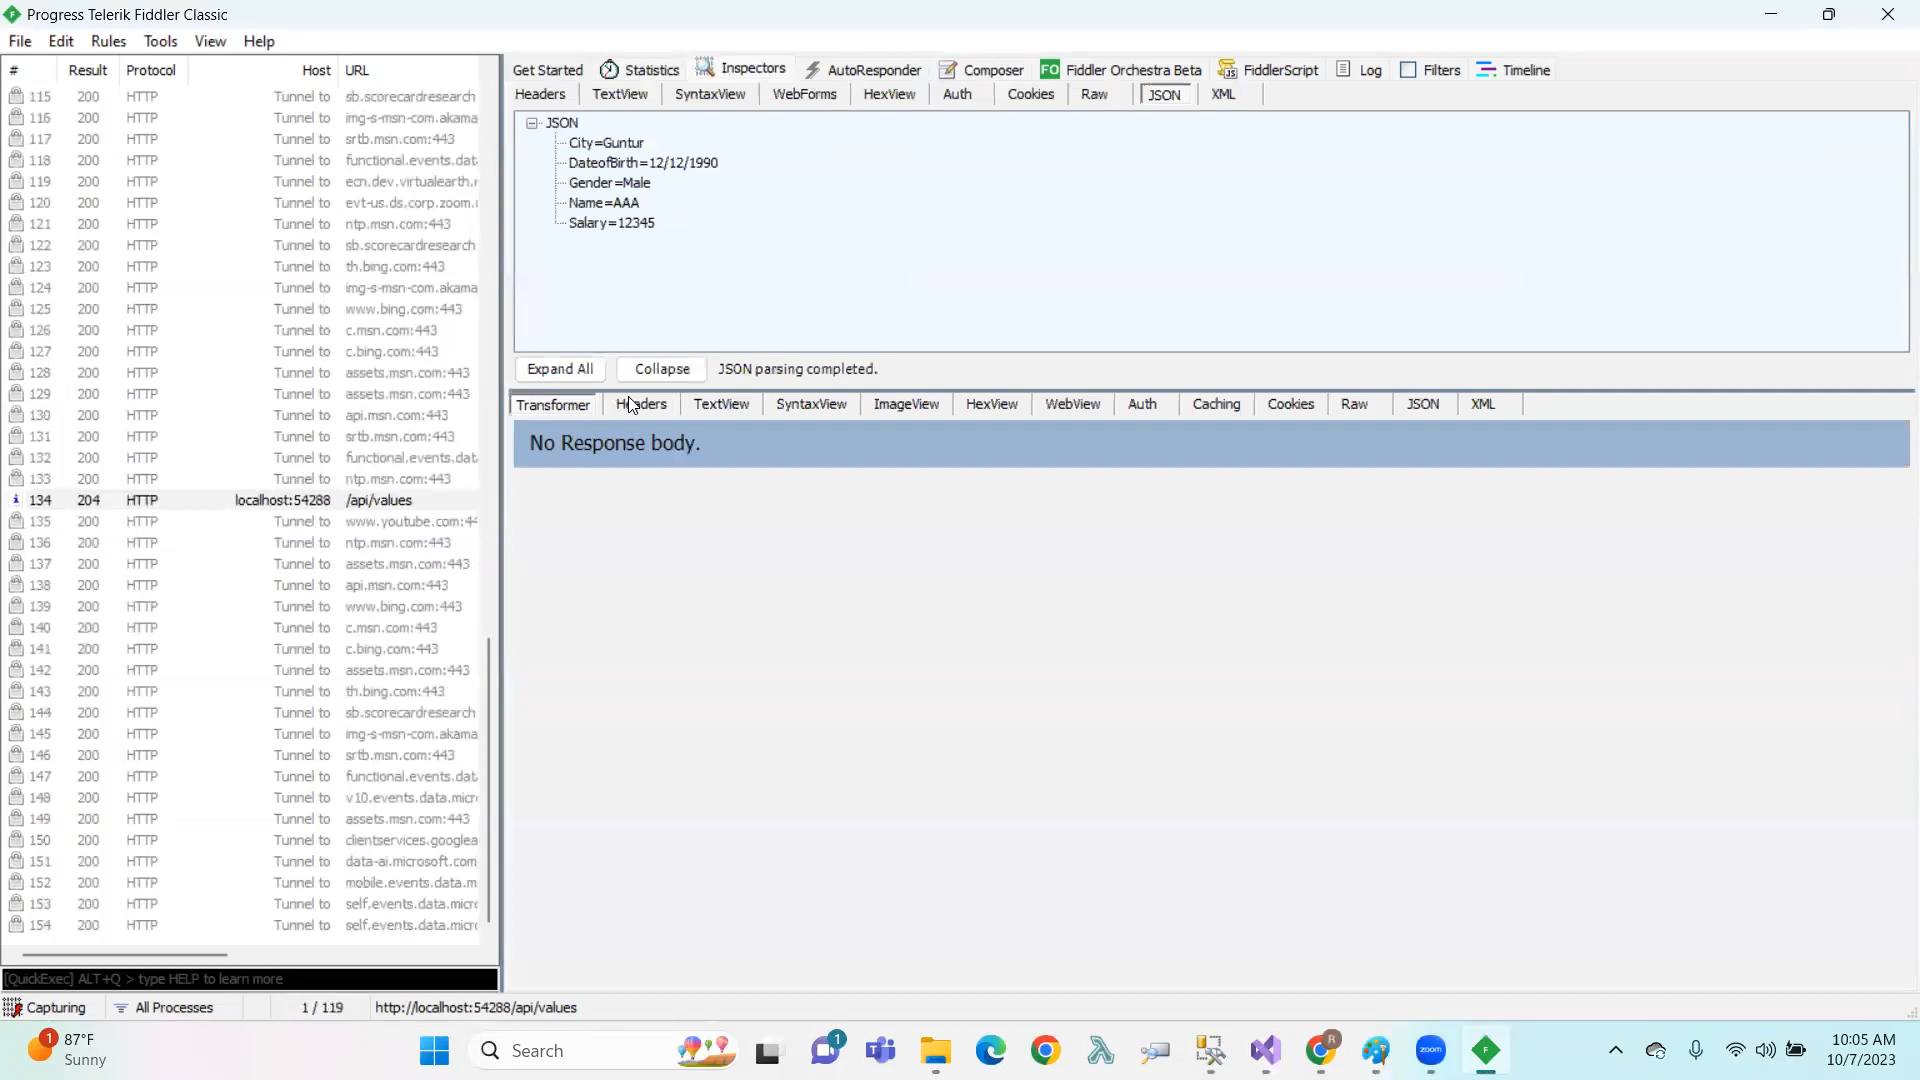 Progress Telerik Fiddler Classic
File Edit Rules Tools View Help
# Result Protocol Host URL
115 200 HTTP Tunnel to sb.scorecardresearch
116 200 HTTP Tunnel to img-s-msn-com.akama
117 200 HTTP Tunnel to srtb.msn.com:443
118 200 HTTP Tunnel to functional.events.dat
119 200 HTTP Tunnel to ecn.dev.virtualearth.r
120 200 HTTP Tunnel to evt-us.ds.corp.zoom.
121 200 HTTP Tunnel to ntp.msn.com:443
122 200 HTTP Tunnel to sb.scorecardresearch
123 200 HTTP Tunnel to th.bing.com:443
124 200 HTTP Tunnel to img-s-msn-com.akama
125 200 HTTP Tunnel to www.bing.com:443
126 200 HTTP Tunnel to c.msn.com:443
127 200 HTTP Tunnel to c.bing.com:443
128 200 HTTP Tunnel to assets.msn.com:443
129 200 HTTP Tunnel to assets.msn.com:443
130 200 HTTP Tunnel to api.msn.com:443
131 200 HTTP Tunnel to srtb.msn.com:443
132 200 HTTP Tunnel to functional.events.dat
133 200 HTTP Tunnel to ntp.msn.com:443
134 204 HTTP localhost:54288 /api/values
135 200 HTTP Tunnel to www.youtube.com:44
136 200 HTTP Tunnel to ntp.msn.com:443
137 200 HTTP Tunnel to assets.msn.com:443
138 200 HTTP Tunnel to api.msn.com:443
139 200 HTTP Tunnel to www.bing.com:443
140 200 HTTP Tunnel to c.msn.com:443
141 200 HTTP Tunnel to c.bing.com:443
142 200 HTTP Tunnel to assets.msn.com:443
143 200 HTTP Tunnel to th.bing.com:443
144 200 HTTP Tunnel to sb.scorecardresearch
145 200 HTTP Tunnel to img-s-msn-com.akama
146 200 HTTP Tunnel to srtb.msn.com:443
147 200 HTTP Tunnel to functional.events.dat
148 200 HTTP Tunnel to v10.events.data.micr
149 200 HTTP Tunnel to assets.msn.com:443
150 200 HTTP Tunnel to clientservices.googlea
151 200 HTTP Tunnel to data-ai.microsoft.com
152 200 HTTP Tunnel to mobile.events.data.m
153 200 HTTP Tunnel to self.events.data.micr
154 200 HTTP Tunnel to self.events.data.micr
[QuickExec] ALT+Q > type HELP to learn more
Get Started Statistics Inspectors AutoResponder Composer FO Fiddler Orchestra Beta FiddlerScript Log Filters Timeline
Headers TextView SyntaxView WebForms HexView Auth Cookies Raw JSON XML
JSON
City=Guntur
DateofBirth=12/12/1990
Gender=Male
Name=AAA
Salary=12345
Expand All Collapse JSON parsing completed.
Transformer Headers TextView SyntaxView ImageView HexView WebView Auth Caching Cookies Raw JSON XML
No Response body.
Capturing All Processes 1 / 119 http://localhost:54288/api/values
1 87°F
Sunny
Search
1
R
zoom
F
10:05 AM
10/7/2023